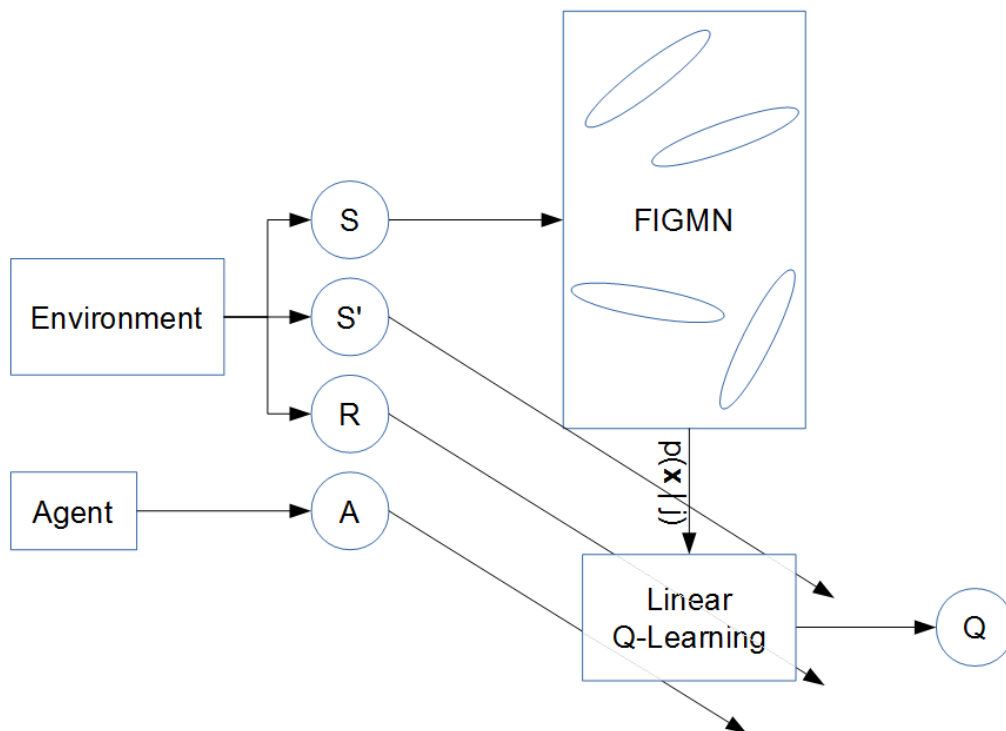 FIGMN
S
Environment
S'
R
p(x | j)
Agent
A
Linear
Q-Learning
Q